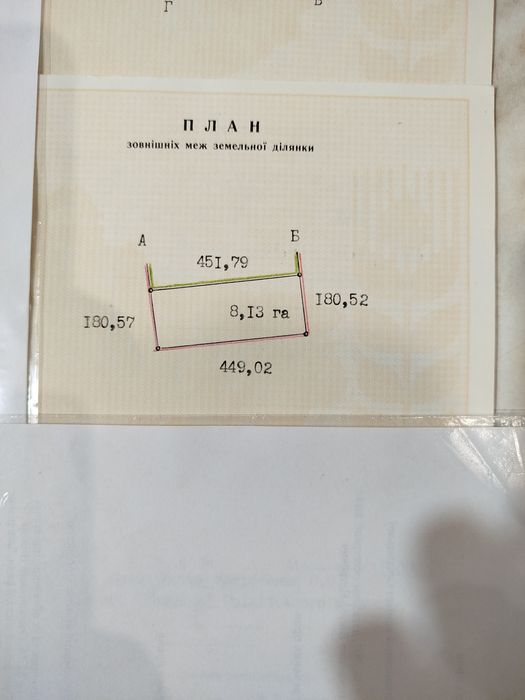 Г
П Л А Н
зовнішніх меж земельної ділянки
А Б
451,79
180,57 8,13 га 180,52
449,02